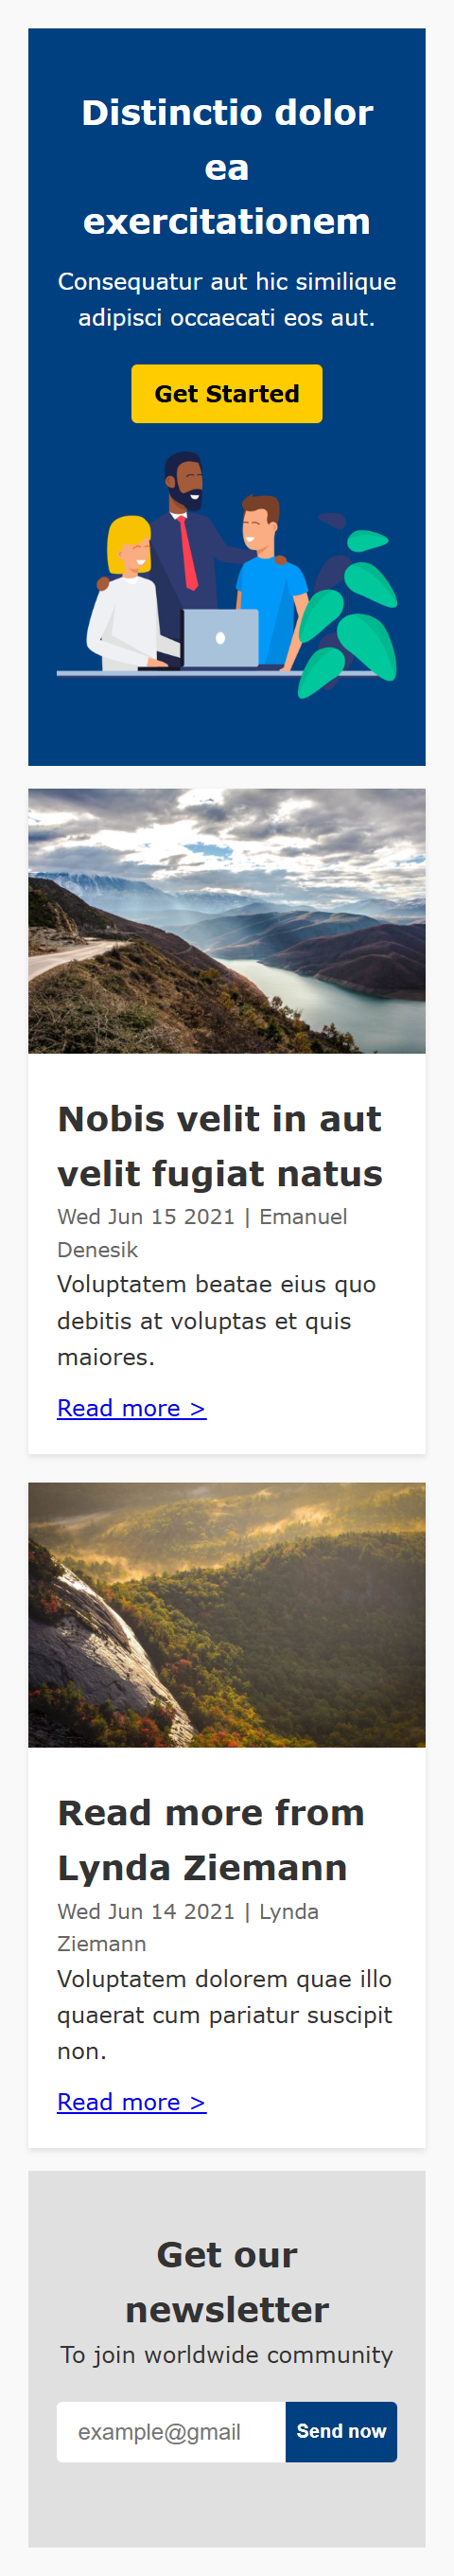 Distinctio dolor
ea
exercitationem
Consequatur aut hic similique
adipisci occaecati eos aut.
Get Started
Nobis velit in aut
velit fugiat natus
Wed Jun 15 2021 | Emanuel
Denesik
Voluptatem beatae eius quo
debitis at voluptas et quis
maiores.
Read more >
Read more from
Lynda Ziemann
Wed Jun 14 2021 | Lynda
Ziemann
Voluptatem dolorem quae illo
quaerat cum pariatur suscipit
non.
Read more >
Get our
newsletter
To join worldwide community
example@gmail Send now